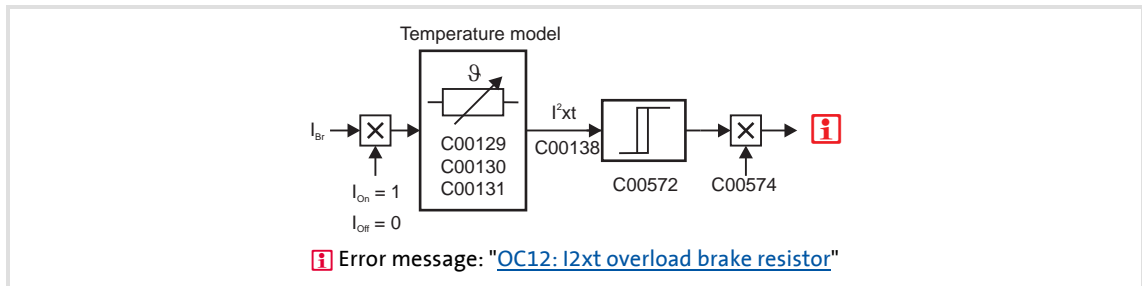 Temperature model
ϑ
I²xt
I_Br
C00129
C00130
C00131
C00138
I_On = 1
I_Off = 0
C00572
C00574
i
i Error message: "OC12: I2xt overload brake resistor"